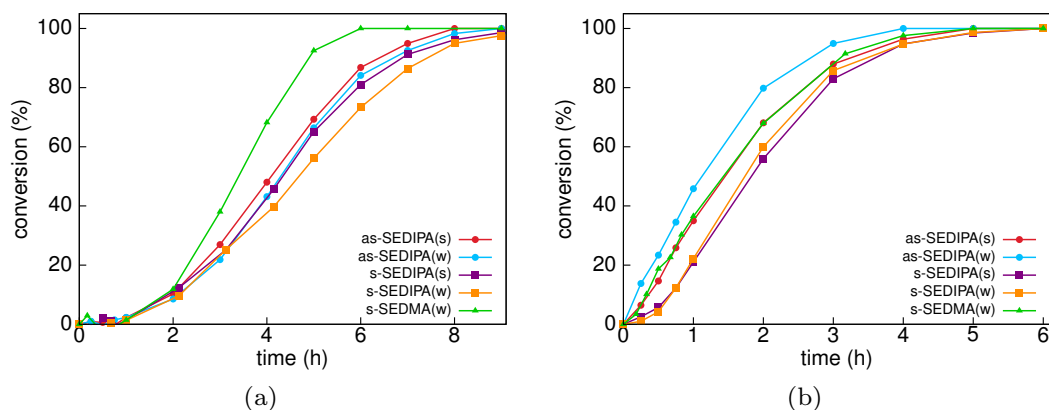 100
80
60
40
20
0
conversion (%)
as-SEDIPA(s)
as-SEDIPA(w)
s-SEDIPA(s)
s-SEDIPA(w)
s-SEDMA(w)
0 2 4 6 8
time (h)
(a)
100
80
60
40
20
0
conversion (%)
as-SEDIPA(s)
as-SEDIPA(w)
s-SEDIPA(s)
s-SEDIPA(w)
s-SEDMA(w)
0 1 2 3 4 5 6
time (h)
(b)